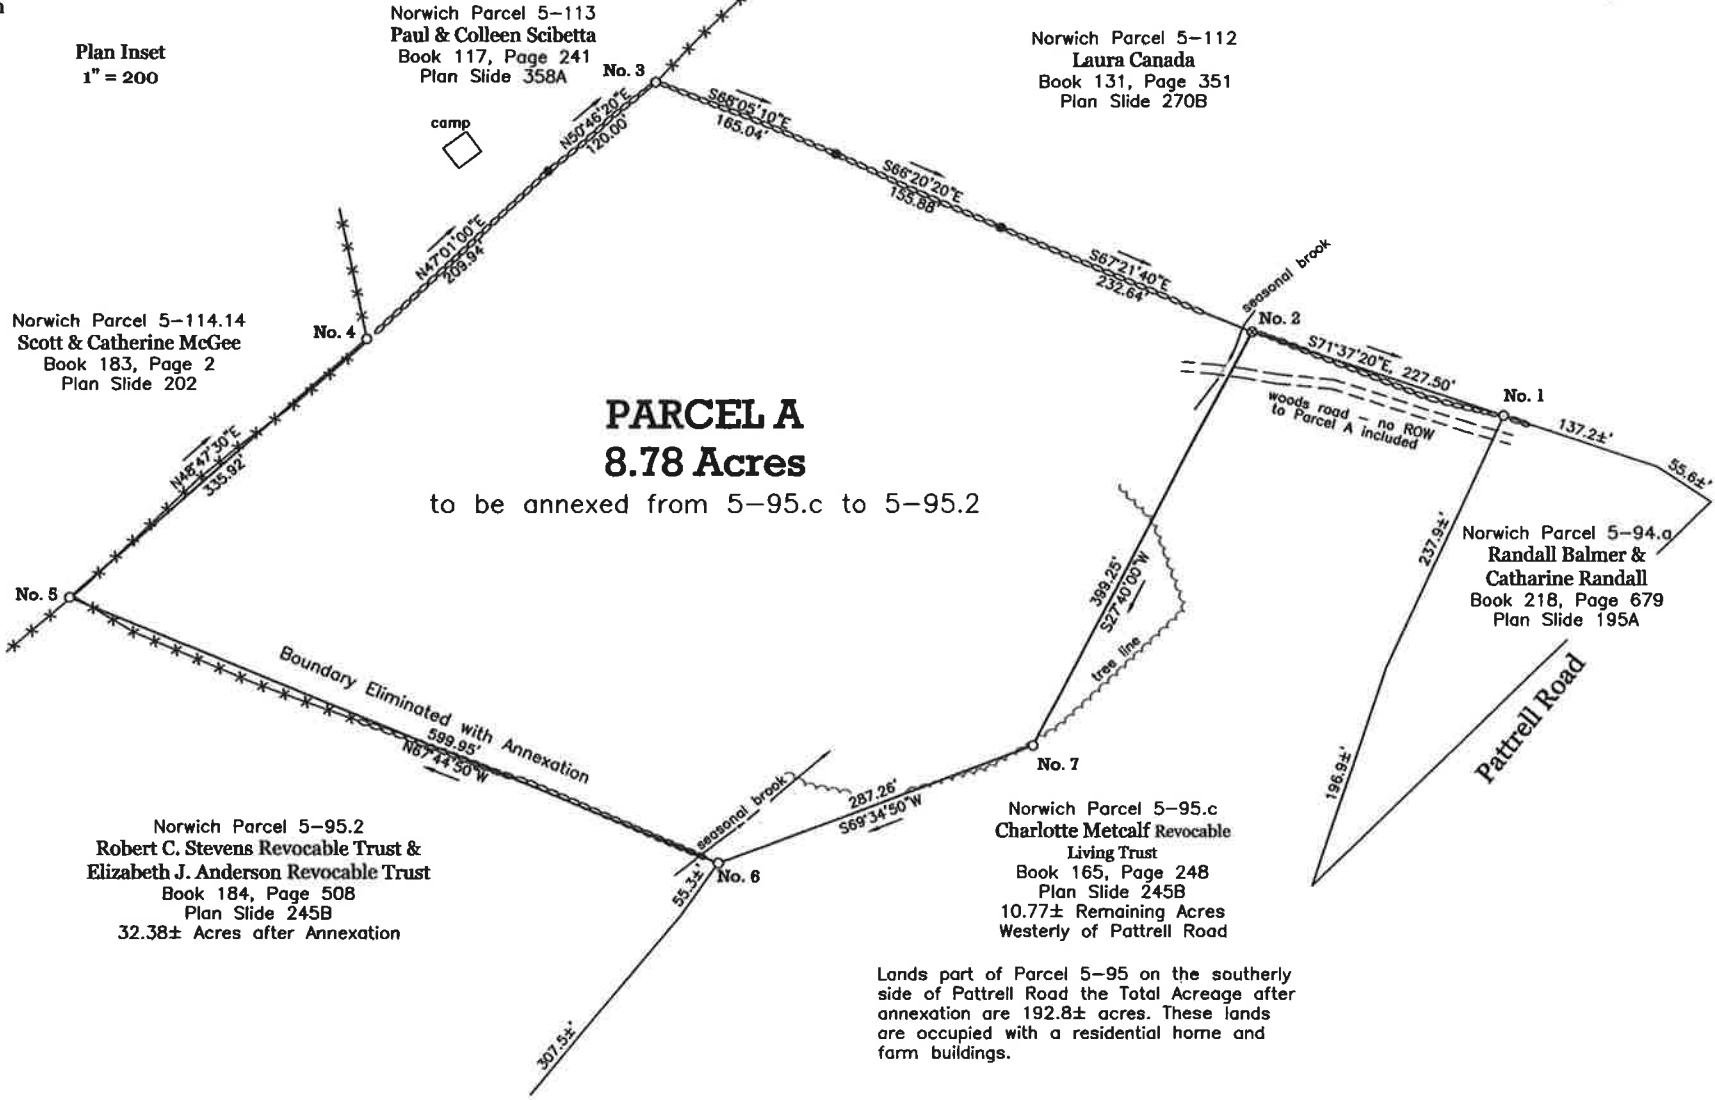 Plan Inset
1" = 200
Norwich Parcel 5-113
Paul & Colleen Scibetta
Book 117, Page 241
Plan Slide 358A
No. 3
Norwich Parcel 5-112
Laura Canada
Book 131, Page 351
Plan Slide 270B
camp
N50°46'20"E
120.00'
S68°05'10"E
165.04'
S66°20'20"E
155.88'
N47°01'00"E
209.94'
S67°21'40"E
232.64'
seasonal brook
No. 2
S71°37'20"E, 227.50'
No. 1
137.2±'
55.6±'
woods road - no ROW
to Parcel A included
Norwich Parcel 5-114.14
Scott & Catherine McGee
Book 183, Page 2
Plan Slide 202
No. 4
N48°47'30"E
335.92'
PARCEL A
8.78 Acres
to be annexed from 5-95.c to 5-95.2
237.9±'
Norwich Parcel 5-94.a
Randall Balmer &
Catharine Randall
Book 218, Page 679
Plan Slide 195A
399.25'
S27°40'00"W
tree line
No. 5
Boundary Eliminated with Annexation
599.95'
N67°44'50"W
196.9±'
Pattrell Road
No. 7
seasonal brook
287.26'
S69°34'50"W
No. 6
55.3±'
307.5±'
Norwich Parcel 5-95.2
Robert C. Stevens Revocable Trust &
Elizabeth J. Anderson Revocable Trust
Book 184, Page 508
Plan Slide 245B
32.38± Acres after Annexation
Norwich Parcel 5-95.c
Charlotte Metcalf Revocable
Living Trust
Book 165, Page 248
Plan Slide 245B
10.77± Remaining Acres
Westerly of Pattrell Road
Lands part of Parcel 5-95 on the southerly
side of Pattrell Road the Total Acreage after
annexation are 192.8± acres. These lands
are occupied with a residential home and
farm buildings.